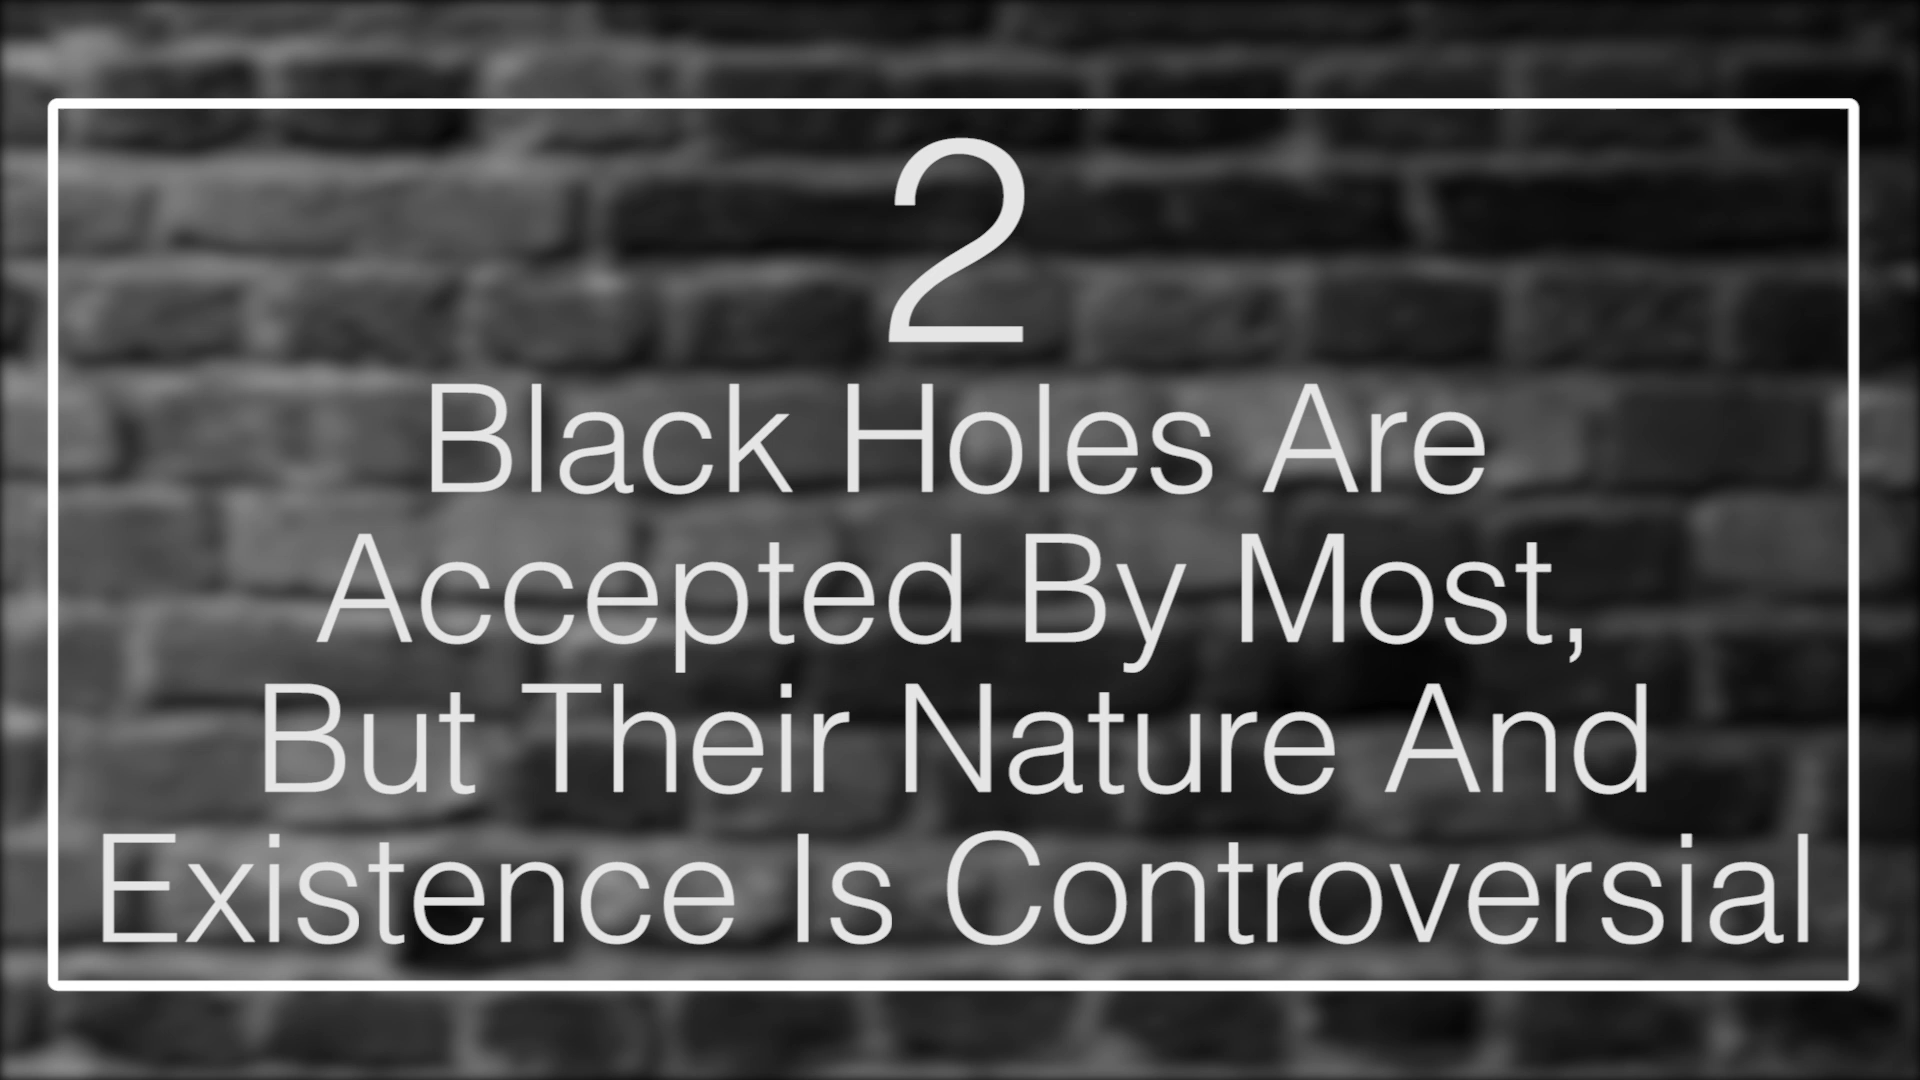 2
Black Holes Are
Accepted By Most,
But Their Nature And
Existence Is Controversial